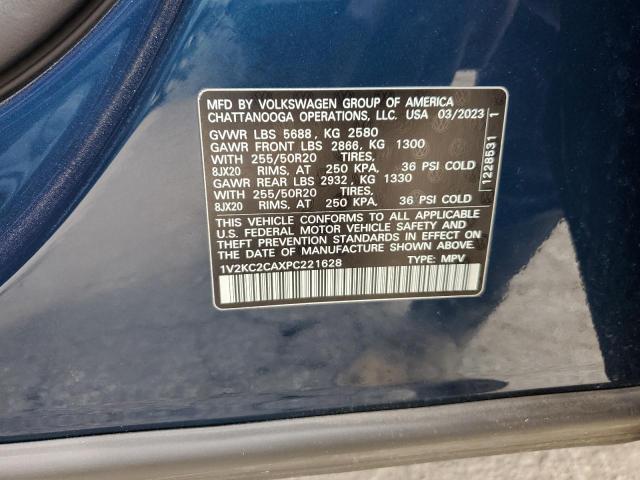 MFD BY VOLKSWAGEN GROUP OF AMERICA
CHATTANOOGA OPERATIONS, LLC. USA 03/2023
GVWR LBS 5688, KG 2580
GAWR FRONT LBS 2866, KG 1300
WITH 255/50R20 TIRES,
8JX20 RIMS, AT 250 KPA, 36 PSI COLD
GAWR REAR LBS 2932, KG 1330
WITH 255/50R20 TIRES,
8JX20 RIMS, AT 250 KPA, 36 PSI COLD
THIS VEHICLE CONFORMS TO ALL APPLICABLE
U.S. FEDERAL MOTOR VEHICLE SAFETY, BUMPER AND
THEFT PREVENTION STANDARDS IN EFFECT ON
THE DATE OF MANUFACTURE SHOWN ABOVE.
1V2KC2CAXPC221628 TYPE: MPV
1228631 1